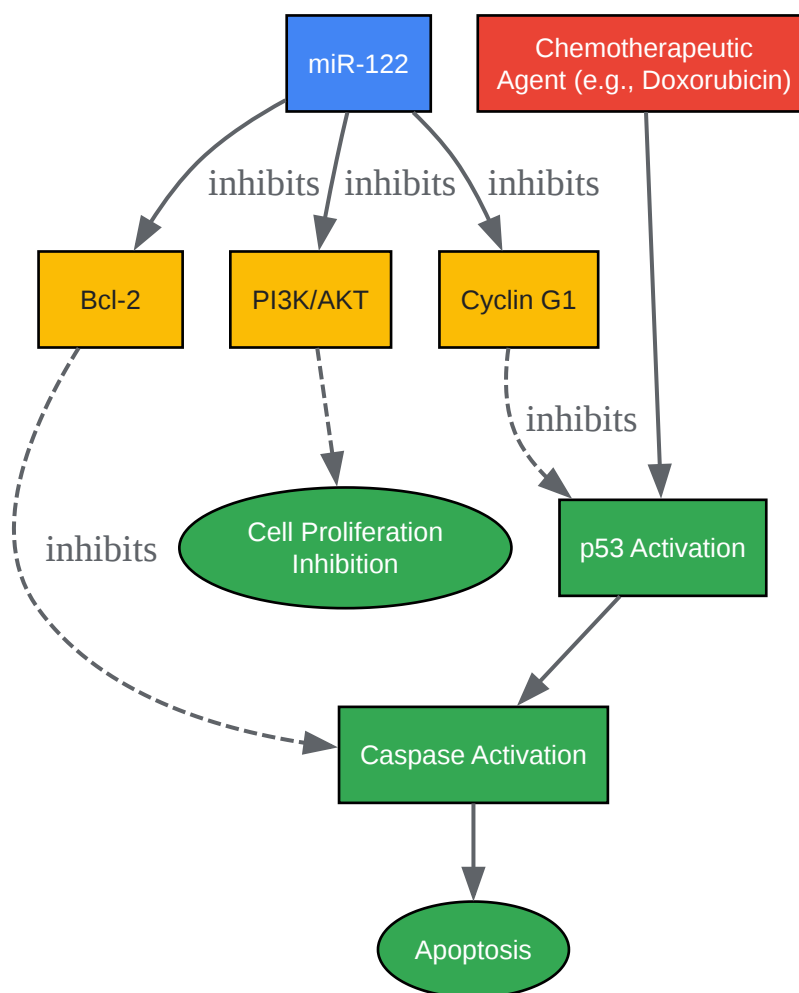 miR-122
Chemotherapeutic
Agent (e.g., Doxorubicin)
inhibits
inhibits
inhibits
Bcl-2
PI3K/AKT
Cyclin G1
inhibits
Cell Proliferation
Inhibition
p53 Activation
inhibits
Caspase Activation
Apoptosis